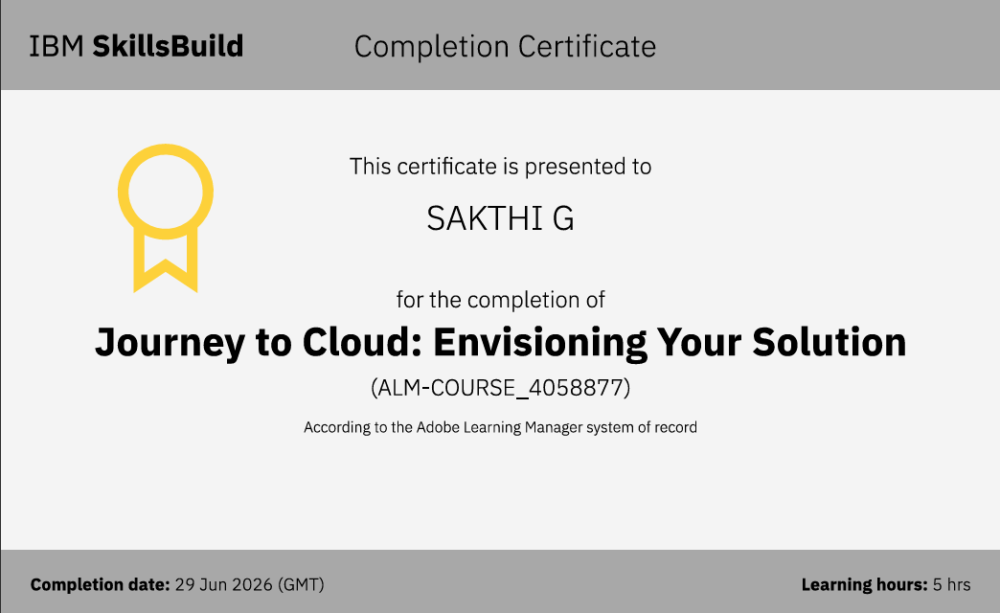 IBM SkillsBuild
Completion Certificate
This certificate is presented to
SAKTHI G
for the completion of
Journey to Cloud: Envisioning Your Solution
(ALM-COURSE_4058877)
According to the Adobe Learning Manager system of record
Completion date: 29 Jun 2026 (GMT)
Learning hours: 5 hrs